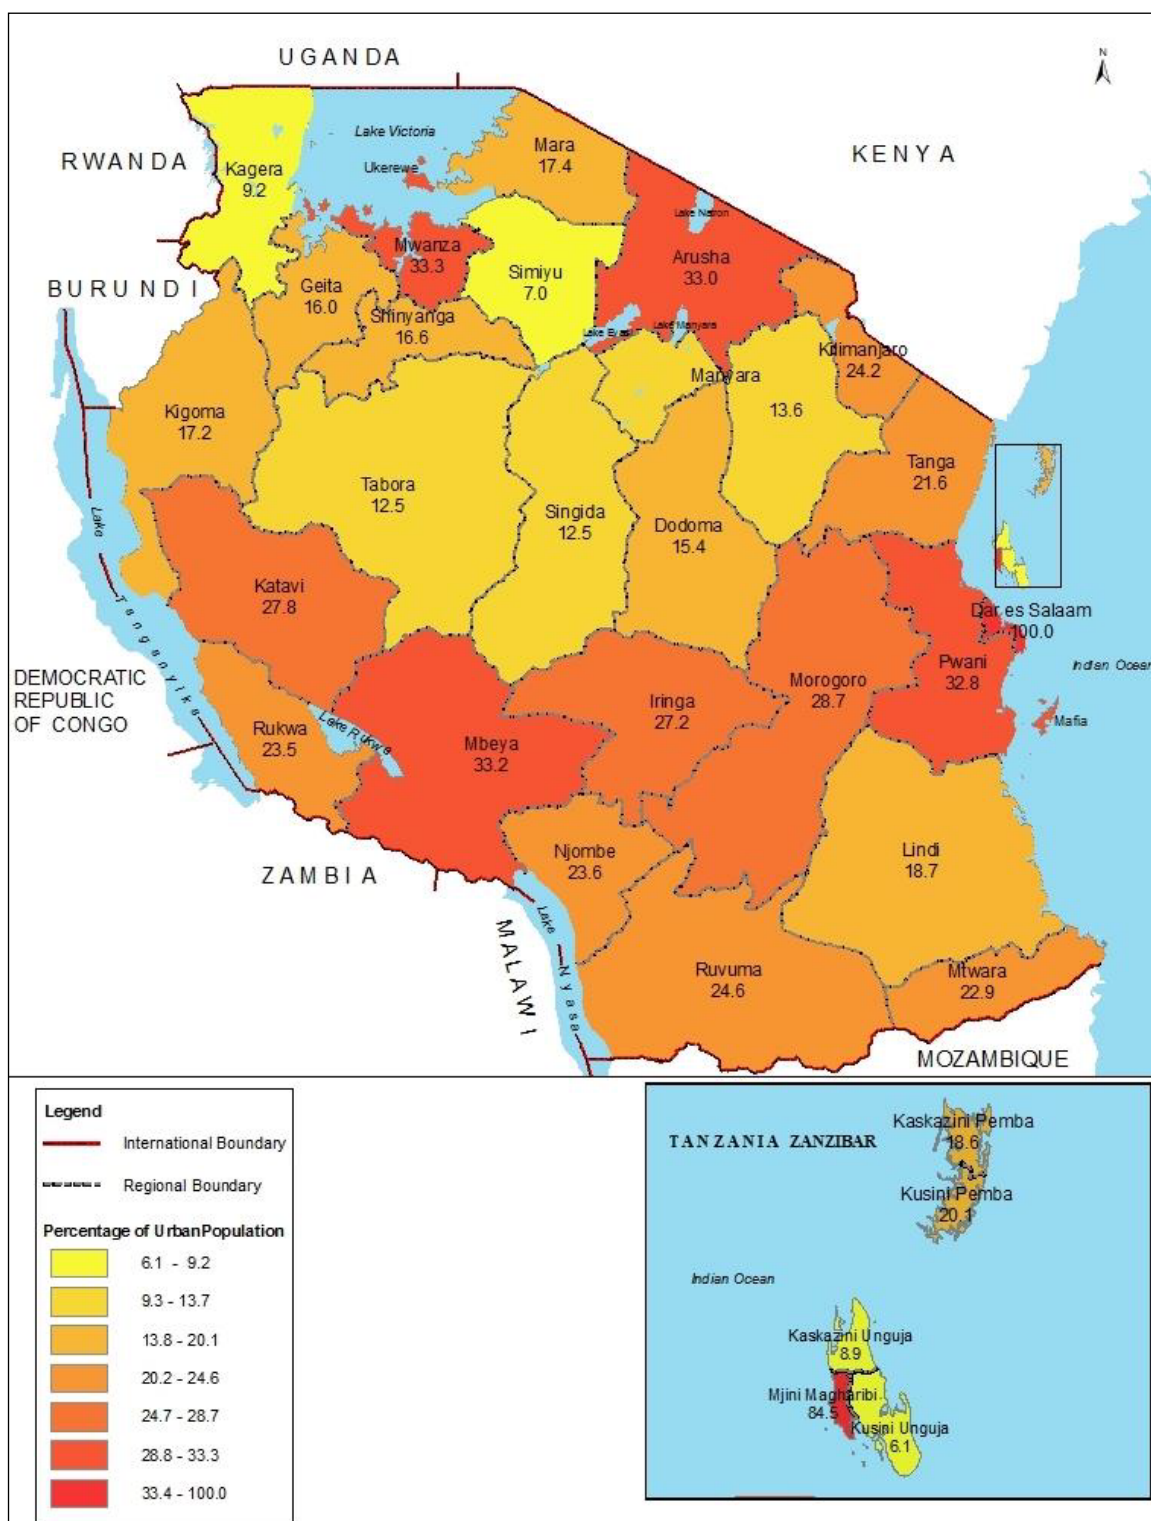 UGANDA
N
Lake Victoria
RWANDA
Ukerewe
Mara
17.4
KENYA
Kagera
9.2
Lake Natron
Mwanza
33.3
Arusha
33.0
BURUNDI
Geita
16.0
Simiyu
7.0
Shinyanga
16.6
Lake Eyasi
Lake Manyara
Kilimanjaro
24.2
Manyara
13.6
Kigoma
17.2
Tabora
12.5
Singida
12.5
Dodoma
15.4
Tanga
21.6
Lake Tanganyika
Katavi
27.8
Dar es Salaam
100.0
DEMOCRATIC
REPUBLIC
OF CONGO
Pwani
32.8
Indian Ocean
Rukwa
23.5
Lake Rukwa
Mbeya
33.2
Iringa
27.2
Morogoro
28.7
Mafia
ZAMBIA
Njombe
23.6
Lindi
18.7
MALAWI
Lake Nyasa
Ruvuma
24.6
Mtwara
22.9
MOZAMBIQUE
Legend
International Boundary
Regional Boundary
Percentage of Urban Population
6.1 - 9.2
9.3 - 13.7
13.8 - 20.1
20.2 - 24.6
24.7 - 28.7
28.8 - 33.3
33.4 - 100.0
TANZANIA ZANZIBAR
Kaskazini Pemba
18.6
Kusini Pemba
20.1
Indian Ocean
Kaskazini Unguja
8.9
Mjini Magharibi
84.5
Kusini Unguja
6.1